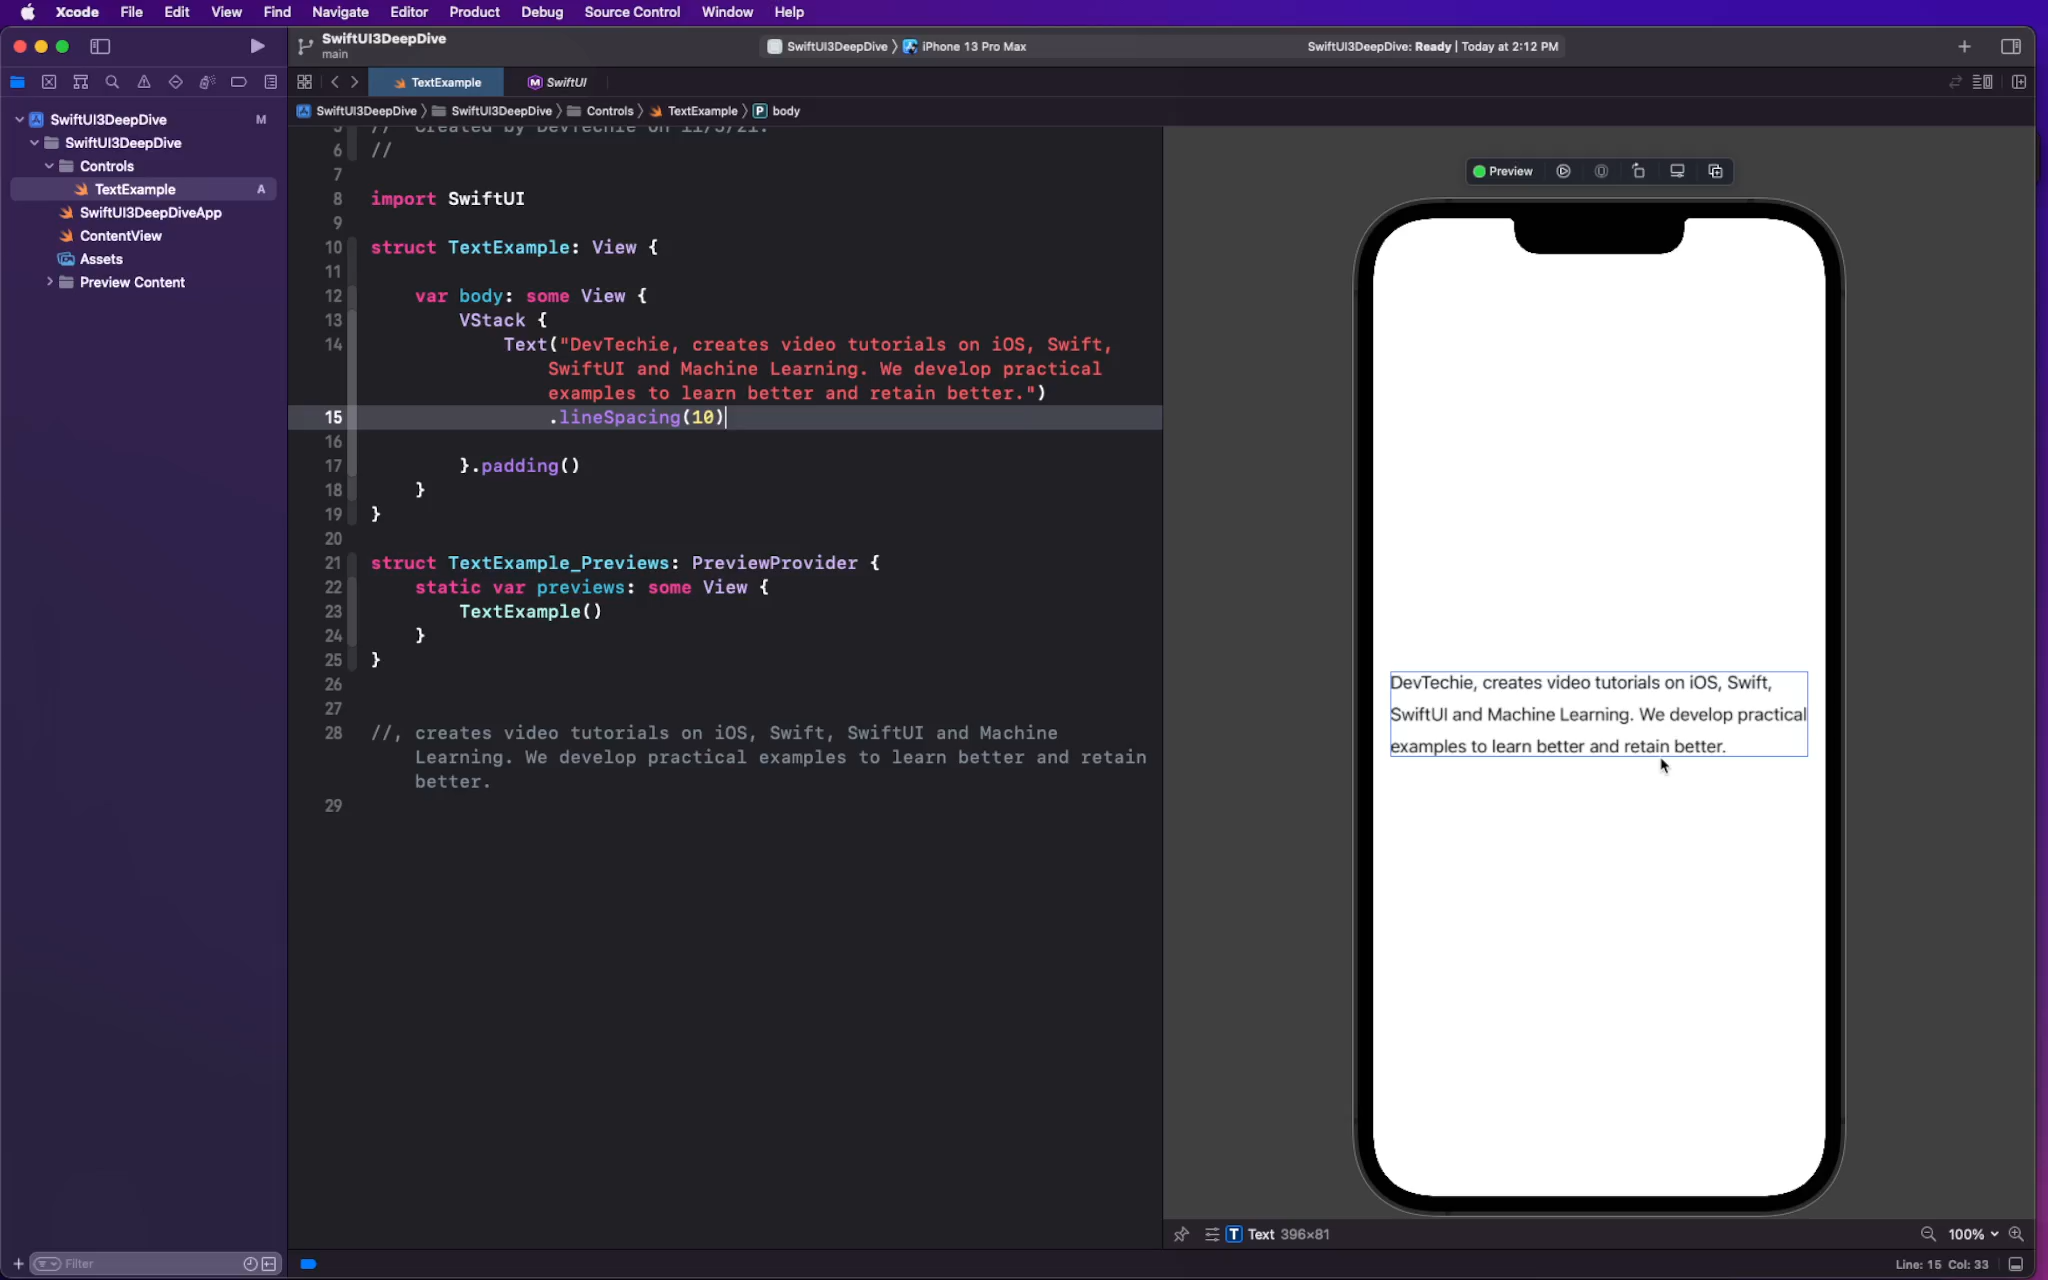 Xcode File Edit View Find Navigate Editor Product Debug Source Control Window Help
SwiftUI3DeepDive
main
SwiftUI3DeepDive 〉 iPhone 13 Pro Max
SwiftUI3DeepDive: Ready | Today at 2:12 PM
TextExample
SwiftUI
SwiftUI3DeepDive 〉 SwiftUI3DeepDive 〉 Controls 〉 TextExample 〉 P body
SwiftUI3DeepDive M
SwiftUI3DeepDive
Controls
TextExample A
SwiftUI3DeepDiveApp
ContentView
Assets
Preview Content
Filter
5 // Created by DevTechie on 11/5/21.
6 //
7
8 import SwiftUI
9
10 struct TextExample: View {
11
12 var body: some View {
13 VStack {
14 Text("DevTechie, creates video tutorials on iOS, Swift,
SwiftUI and Machine Learning. We develop practical
examples to learn better and retain better.")
15 .lineSpacing(10)
16
17 }.padding()
18 }
19 }
20
21 struct TextExample_Previews: PreviewProvider {
22 static var previews: some View {
23 TextExample()
24 }
25 }
26
27
28 //, creates video tutorials on iOS, Swift, SwiftUI and Machine
Learning. We develop practical examples to learn better and retain
better.
29
Preview
DevTechie, creates video tutorials on iOS, Swift,
SwiftUI and Machine Learning. We develop practical
examples to learn better and retain better.
T Text 396×81
100%
Line: 15 Col: 33